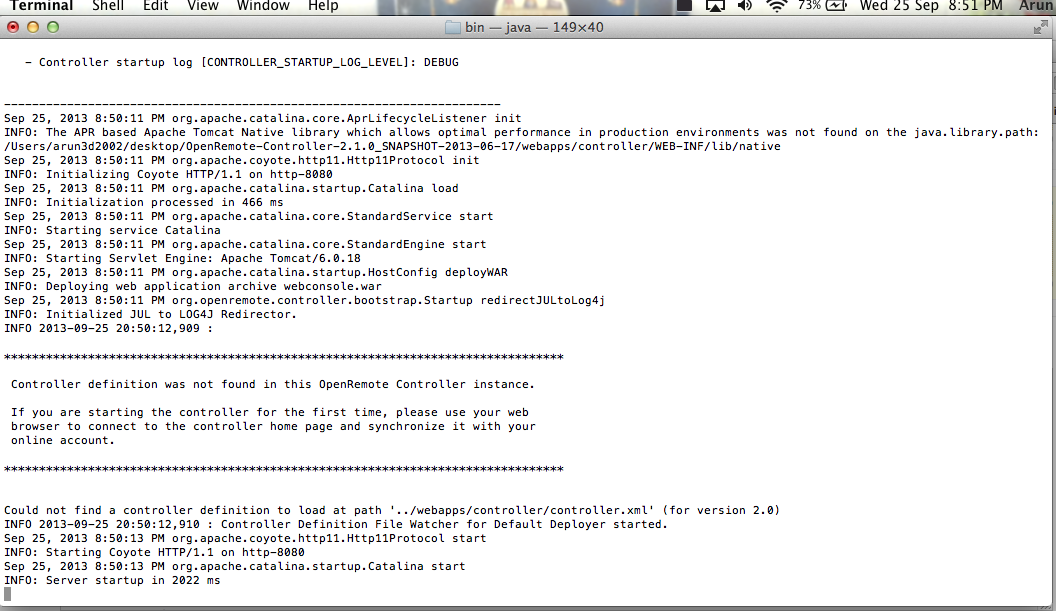 Terminal Shell Edit View Window Help 73% Wed 25 Sep 8:51 PM Arun
bin — java — 149×40
- Controller startup log [CONTROLLER_STARTUP_LOG_LEVEL]: DEBUG
-----------------------------------------------------------------------
Sep 25, 2013 8:50:11 PM org.apache.catalina.core.AprLifecycleListener init
INFO: The APR based Apache Tomcat Native library which allows optimal performance in production environments was not found on the java.library.path:
/Users/arun3d2002/desktop/OpenRemote-Controller-2.1.0_SNAPSHOT-2013-06-17/webapps/controller/WEB-INF/lib/native
Sep 25, 2013 8:50:11 PM org.apache.coyote.http11.Http11Protocol init
INFO: Initializing Coyote HTTP/1.1 on http-8080
Sep 25, 2013 8:50:11 PM org.apache.catalina.startup.Catalina load
INFO: Initialization processed in 466 ms
Sep 25, 2013 8:50:11 PM org.apache.catalina.core.StandardService start
INFO: Starting service Catalina
Sep 25, 2013 8:50:11 PM org.apache.catalina.core.StandardEngine start
INFO: Starting Servlet Engine: Apache Tomcat/6.0.18
Sep 25, 2013 8:50:11 PM org.apache.catalina.startup.HostConfig deployWAR
INFO: Deploying web application archive webconsole.war
Sep 25, 2013 8:50:11 PM org.openremote.controller.bootstrap.Startup redirectJULtoLog4j
INFO: Initialized JUL to LOG4J Redirector.
INFO 2013-09-25 20:50:12,909 :
********************************************************************************
Controller definition was not found in this OpenRemote Controller instance.
If you are starting the controller for the first time, please use your web
browser to connect to the controller home page and synchronize it with your
online account.
********************************************************************************
Could not find a controller definition to load at path '../webapps/controller/controller.xml' (for version 2.0)
INFO 2013-09-25 20:50:12,910 : Controller Definition File Watcher for Default Deployer started.
Sep 25, 2013 8:50:13 PM org.apache.coyote.http11.Http11Protocol start
INFO: Starting Coyote HTTP/1.1 on http-8080
Sep 25, 2013 8:50:13 PM org.apache.catalina.startup.Catalina start
INFO: Server startup in 2022 ms